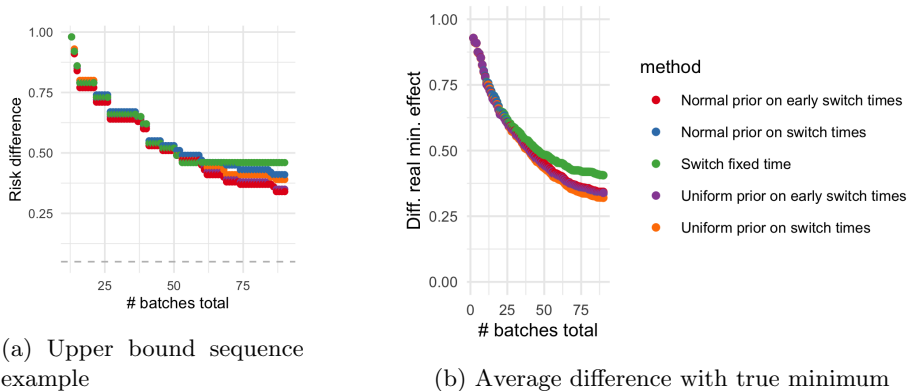 1.00
0.75
0.50
0.25
Risk difference
25
50
75
# batches total
(a) Upper bound sequence
example
1.00
0.75
0.50
0.25
0.00
Diff. real min. effect
0
25
50
75
# batches total
(b) Average difference with true minimum
method
Normal prior on early switch times
Normal prior on switch times
Switch fixed time
Uniform prior on early switch times
Uniform prior on switch times